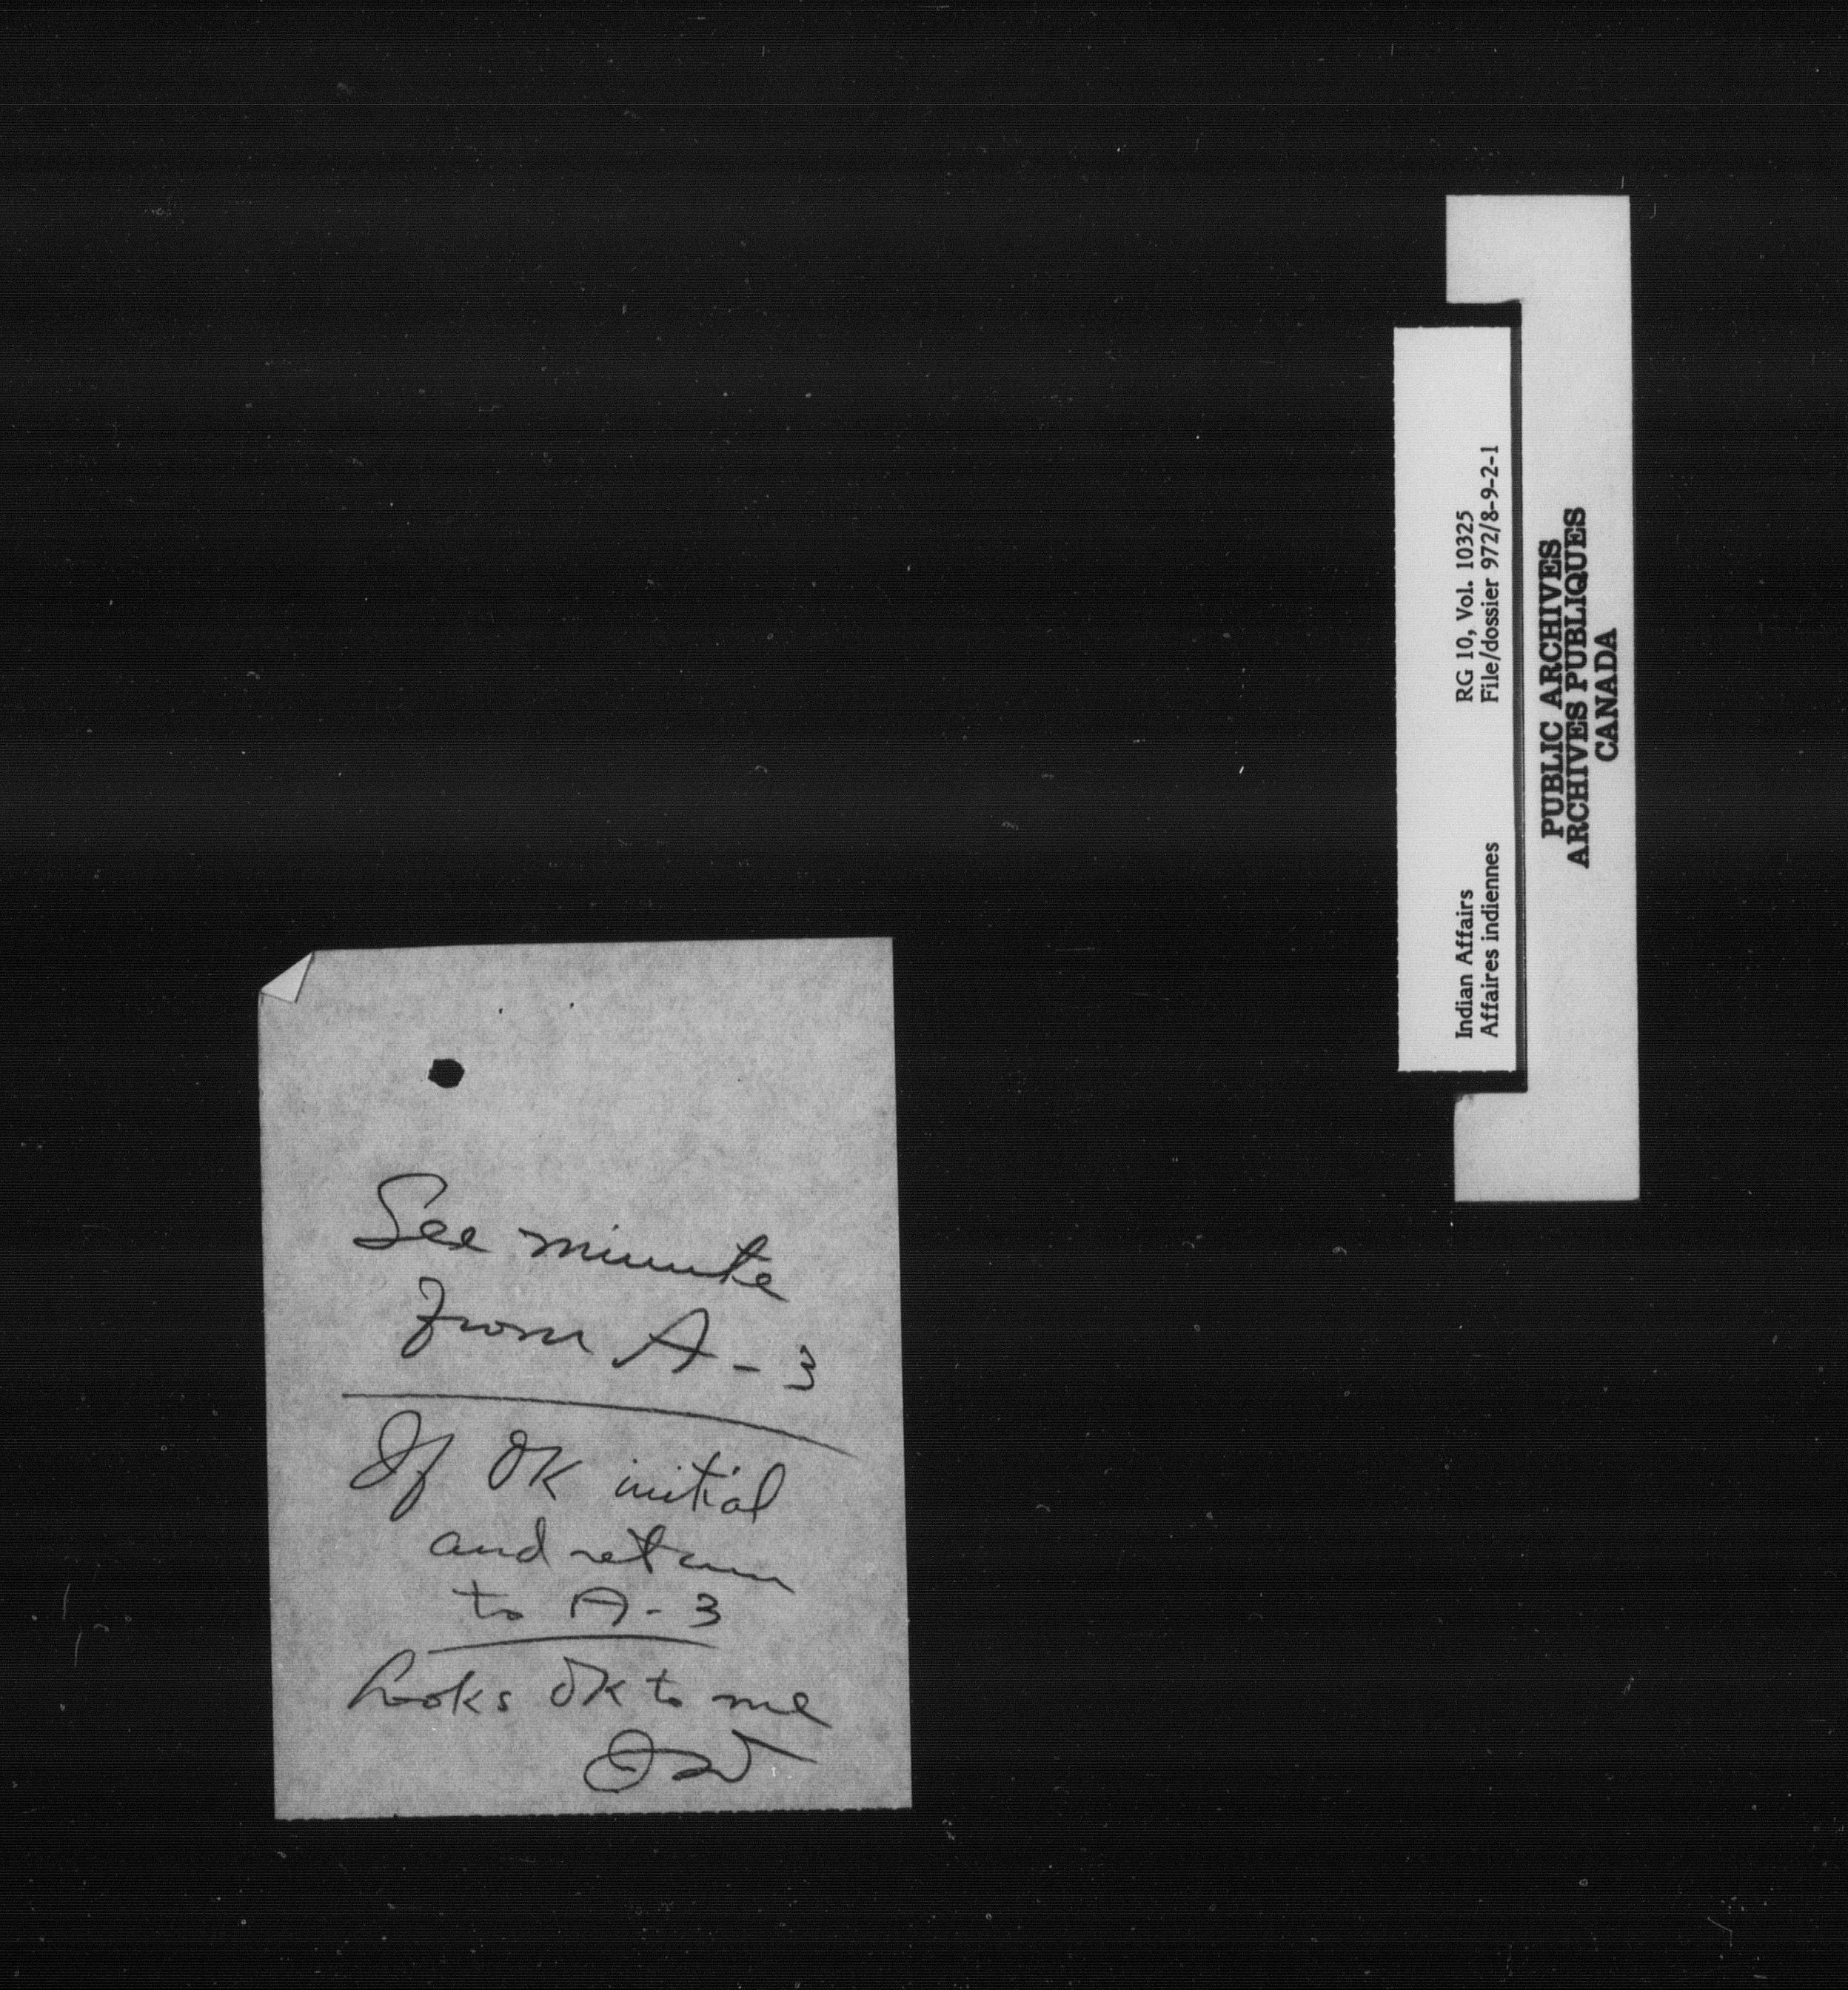 See minute
from A - 3
If OK initial
and return
to A - 3
Looks OK to me
Indian Affairs
Affaires indiennes
RG 10, Vol. 10325
File/dossier 972/8-9-2-1
PUBLIC ARCHIVES
ARCHIVES PUBLIQUES
CANADA